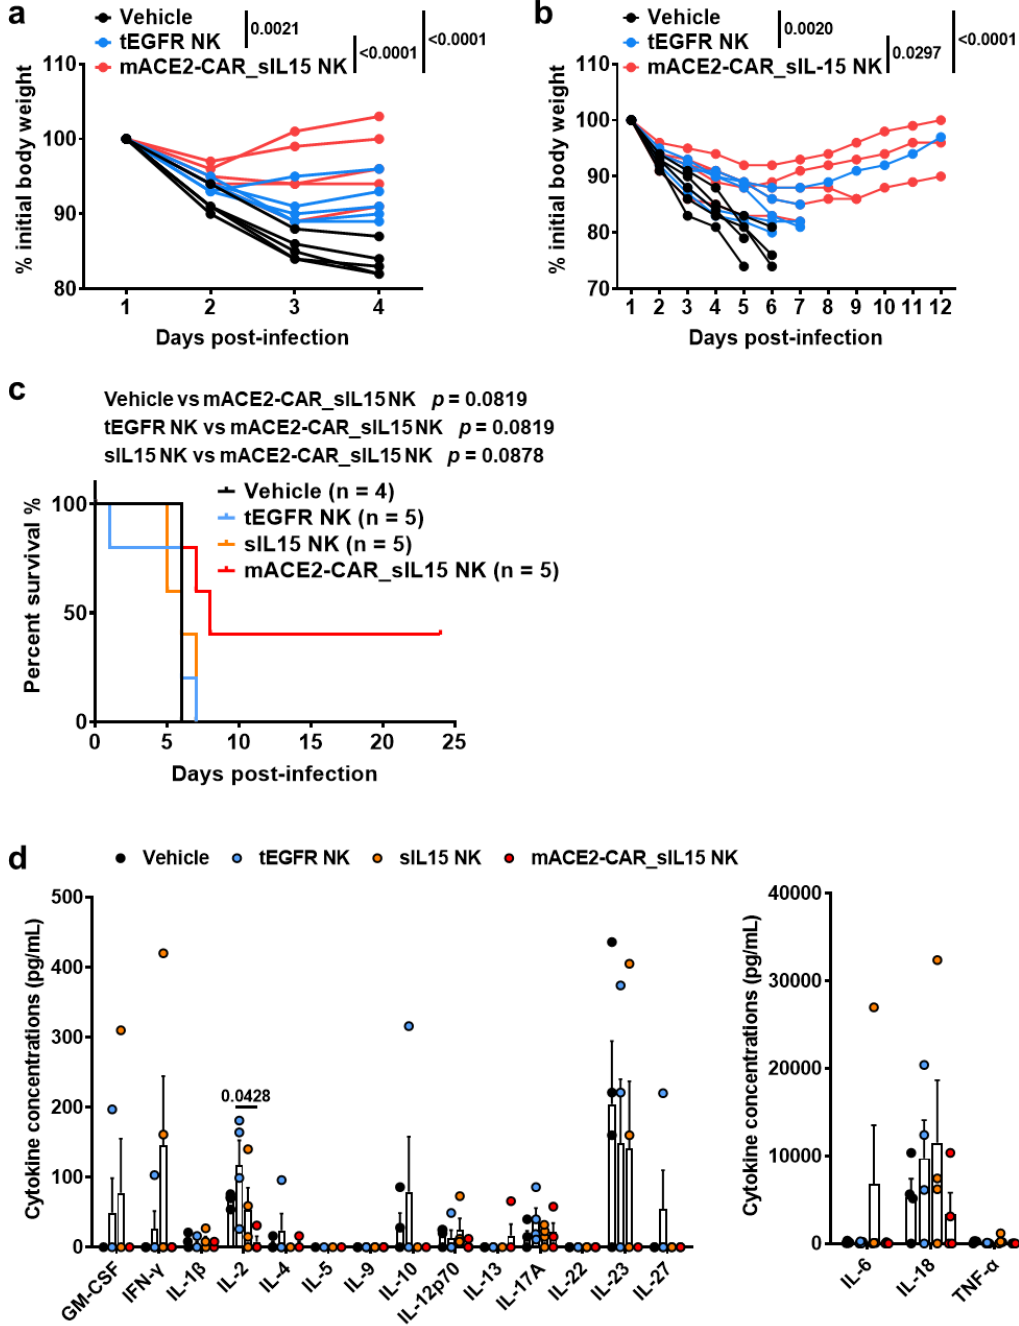 a
Vehicle
tEGFR NK
mACE2-CAR_sIL15 NK
0.0021
<0.0001
<0.0001
% initial body weight
110
100
90
80
1 2 3 4
Days post-infection
b
Vehicle
tEGFR NK
mACE2-CAR_sIL-15 NK
0.0020
0.0297
<0.0001
% initial body weight
110
100
90
80
70
1 2 3 4 5 6 7 8 9 10 11 12
Days post-infection
c
Vehicle vs mACE2-CAR_sIL15 NK p = 0.0819
tEGFR NK vs mACE2-CAR_sIL15 NK p = 0.0819
sIL15 NK vs mACE2-CAR_sIL15 NK p = 0.0878
Vehicle (n = 4)
tEGFR NK (n = 5)
sIL15 NK (n = 5)
mACE2-CAR_sIL15 NK (n = 5)
Percent survival %
100
50
0
0 5 10 15 20 25
Days post-infection
d
Vehicle tEGFR NK sIL15 NK mACE2-CAR_sIL15 NK
Cytokine concentrations (pg/mL)
500
400
300
200
100
0
0.0428
GM-CSF IFN-γ IL-1β IL-2 IL-4 IL-5 IL-9 IL-10 IL-12p70 IL-13 IL-17A IL-22 IL-23 IL-27
Cytokine concentrations (pg/mL)
40000
30000
20000
10000
0
IL-6 IL-18 TNF-α